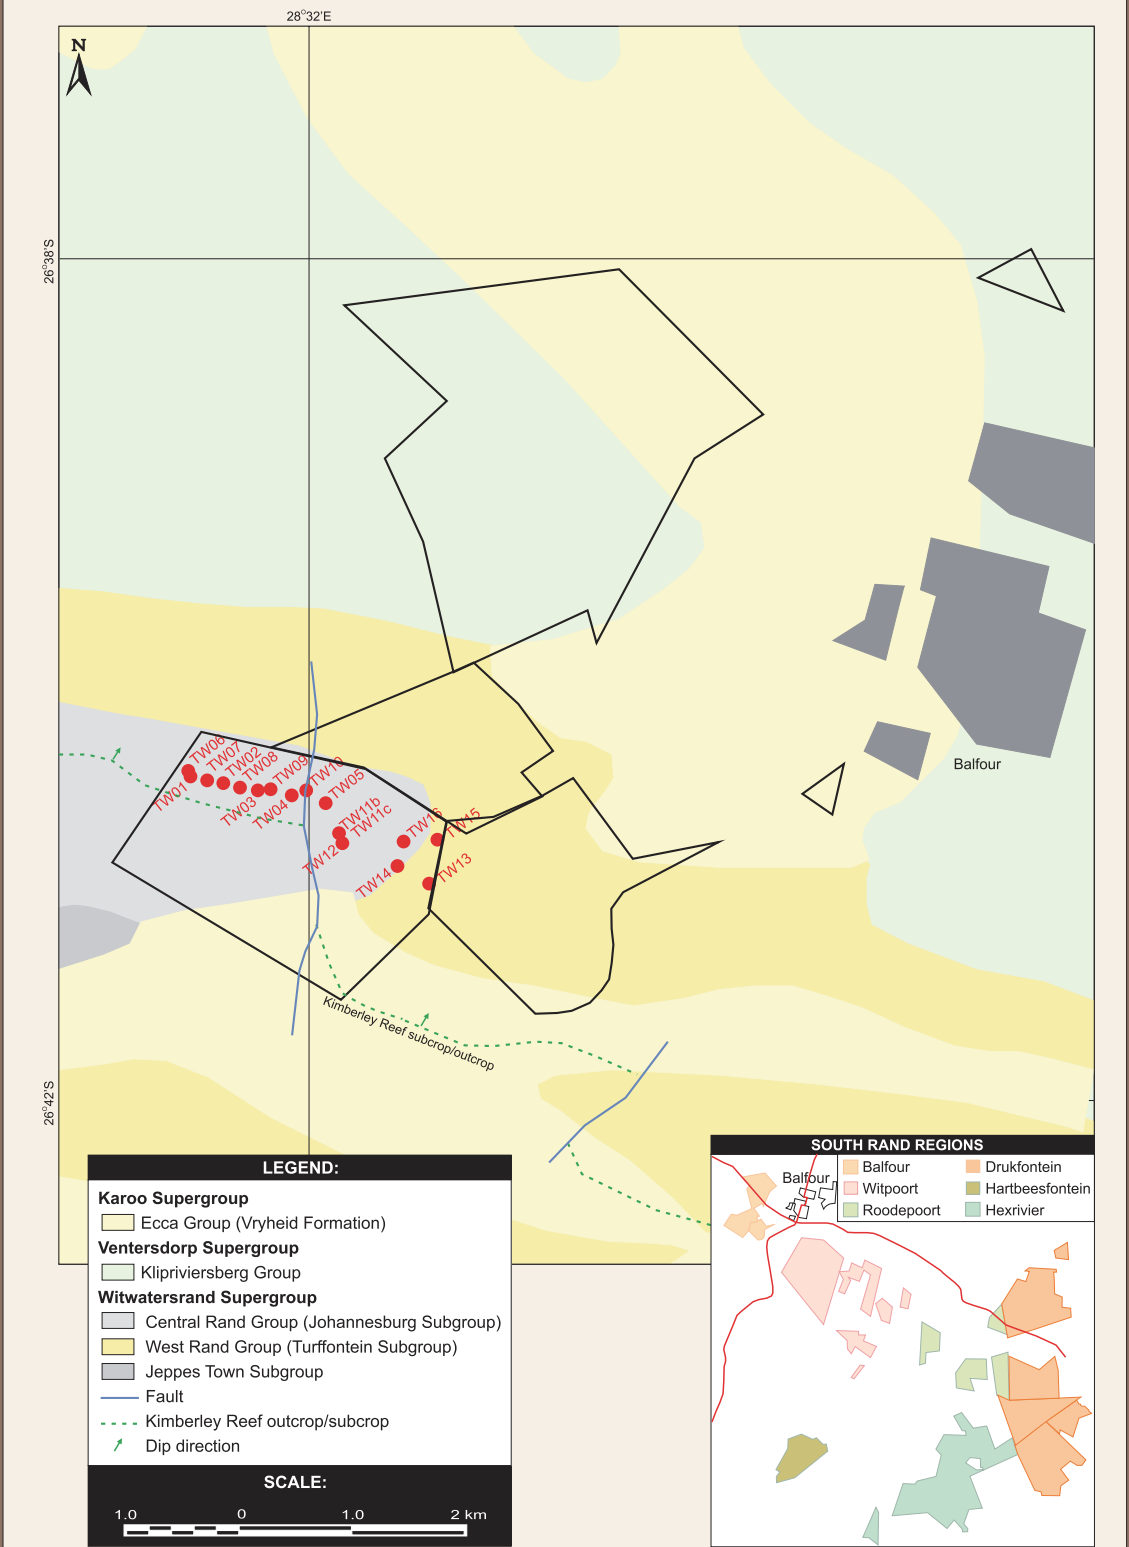 28°32'E
N
26°38'S
Balfour
TW06
TW07
TW02
TW08
TW09
TW10
TW05
TW01
TW03
TW04
TW11b
TW11c
TW12
TW16
TW15
TW14
TW13
Kimberley Reef subcrop/outcrop
26°42'S
LEGEND:
Karoo Supergroup
Ecca Group (Vryheid Formation)
Ventersdorp Supergroup
Klipriviersberg Group
Witwatersrand Supergroup
Central Rand Group (Johannesburg Subgroup)
West Rand Group (Turffontein Subgroup)
Jeppes Town Subgroup
Fault
Kimberley Reef outcrop/subcrop
Dip direction
SCALE:
1.0 0 1.0 2 km
SOUTH RAND REGIONS
Balfour
Balfour Drukfontein
Witpoort Hartbeesfontein
Roodepoort Hexrivier